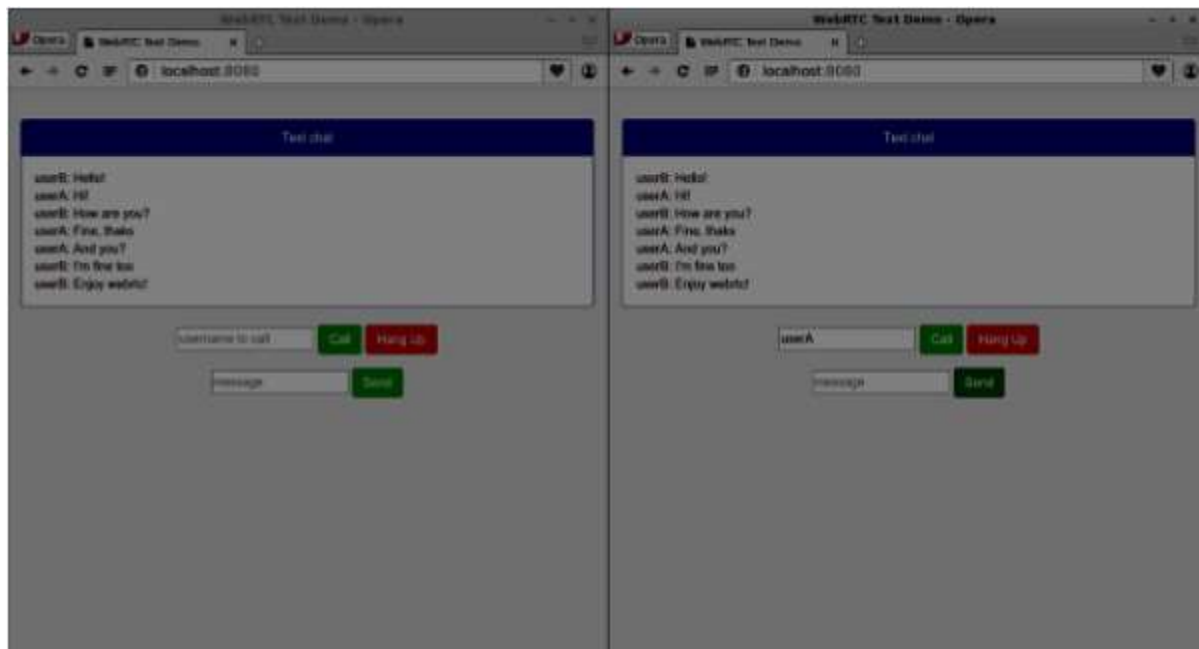 WebRTC Text Demo - Opera
Opera WebRTC Text Demo
localhost:8080
Text chat
userB: Hello!
userA: Hi!
userB: How are you?
userA: Fine, thaks
userA: And you?
userB: I'm fine too
userB: Enjoy webrtc!
username to call Call Hang Up
message Send
WebRTC Text Demo - Opera
Opera WebRTC Text Demo
localhost:8080
Text chat
userB: Hello!
userA: Hi!
userB: How are you?
userA: Fine, thaks
userA: And you?
userB: I'm fine too
userB: Enjoy webrtc!
userA Call Hang Up
message Send